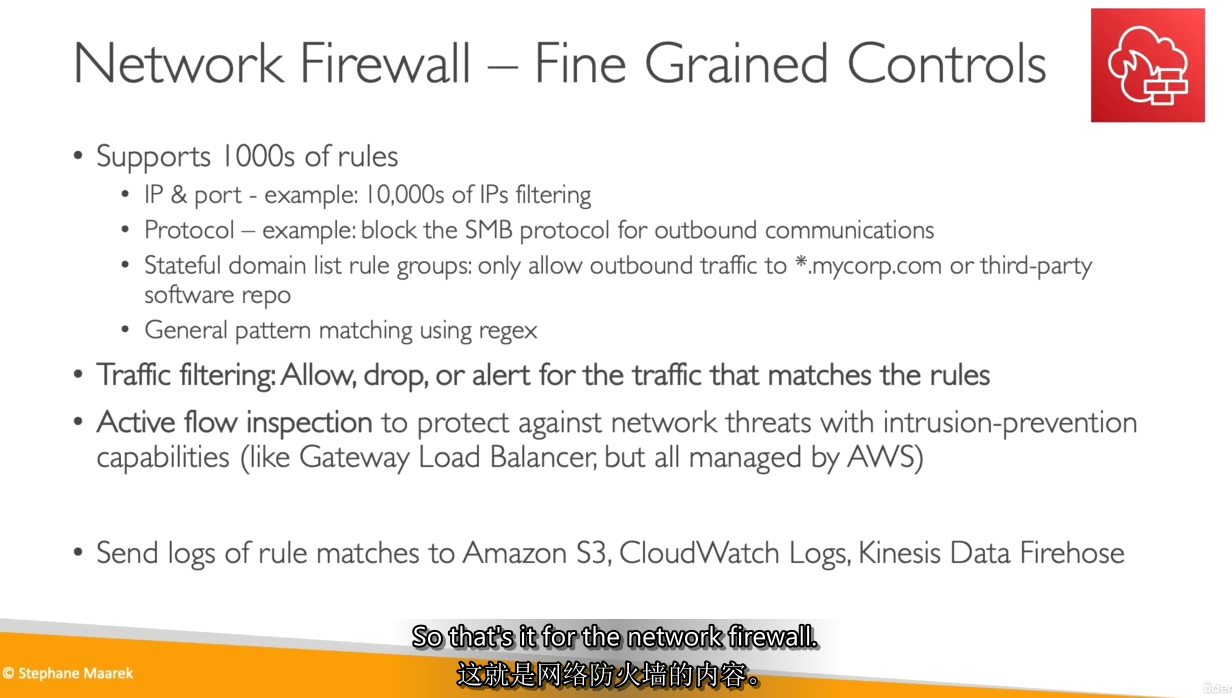 Network Firewall – Fine Grained Controls
• Supports 1000s of rules
• IP & port - example: 10,000s of IPs filtering
• Protocol – example: block the SMB protocol for outbound communications
• Stateful domain list rule groups: only allow outbound traffic to *.mycorp.com or third-party
software repo
• General pattern matching using regex
• Traffic filtering: Allow, drop, or alert for the traffic that matches the rules
• Active flow inspection to protect against network threats with intrusion-prevention
capabilities (like Gateway Load Balancer, but all managed by AWS)
• Send logs of rule matches to Amazon S3, CloudWatch Logs, Kinesis Data Firehose
So that's it for the network firewall.
这就是网络防火墙的内容。
© Stephane Maarek